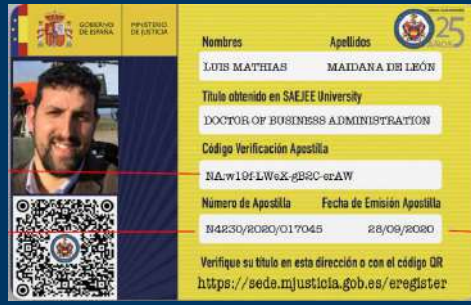 GOBIERNO DE ESPAÑA
MINISTERIO DE JUSTICIA
25
AÑOS
Nombres Apellidos
LUIS MATHIAS MAIDANA DE LEÓN
Titulo obtenido en SAEJEE University
DOCTOR OF BUSINESS ADMINISTRATION
Código Verificación Apostilla
NA:w19f-LWeX-gB2C-erAW
Número de Apostilla Fecha de Emisión Apostilla
N4230/2020/017045 28/09/2020
Verifique su título en esta dirección o con el código QR
https://sede.mjusticia.gob.es/eregister